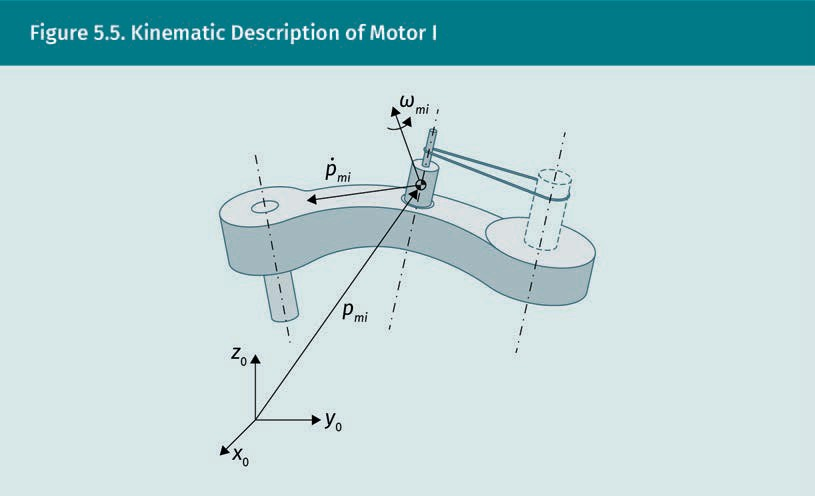 Figure 5.5. Kinematic Description of Motor I
ω_mi
ṗ_mi
p_mi
z_0
y_0
x_0